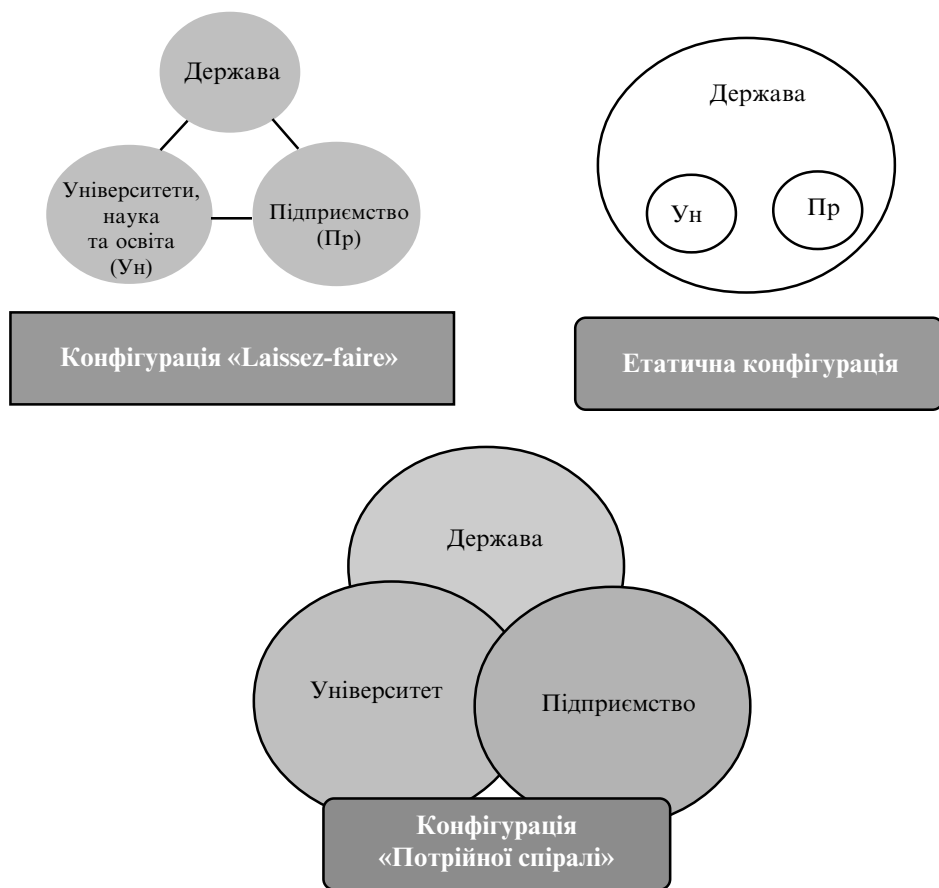 Держава
Університети,
наука
та освіта
(Ун)
Підприємство
(Пр)
Конфігурація «Laissez-faire»
Держава
Ун
Пр
Етатична конфігурація
Держава
Університет
Підприємство
Конфігурація
«Потрійної спіралі»